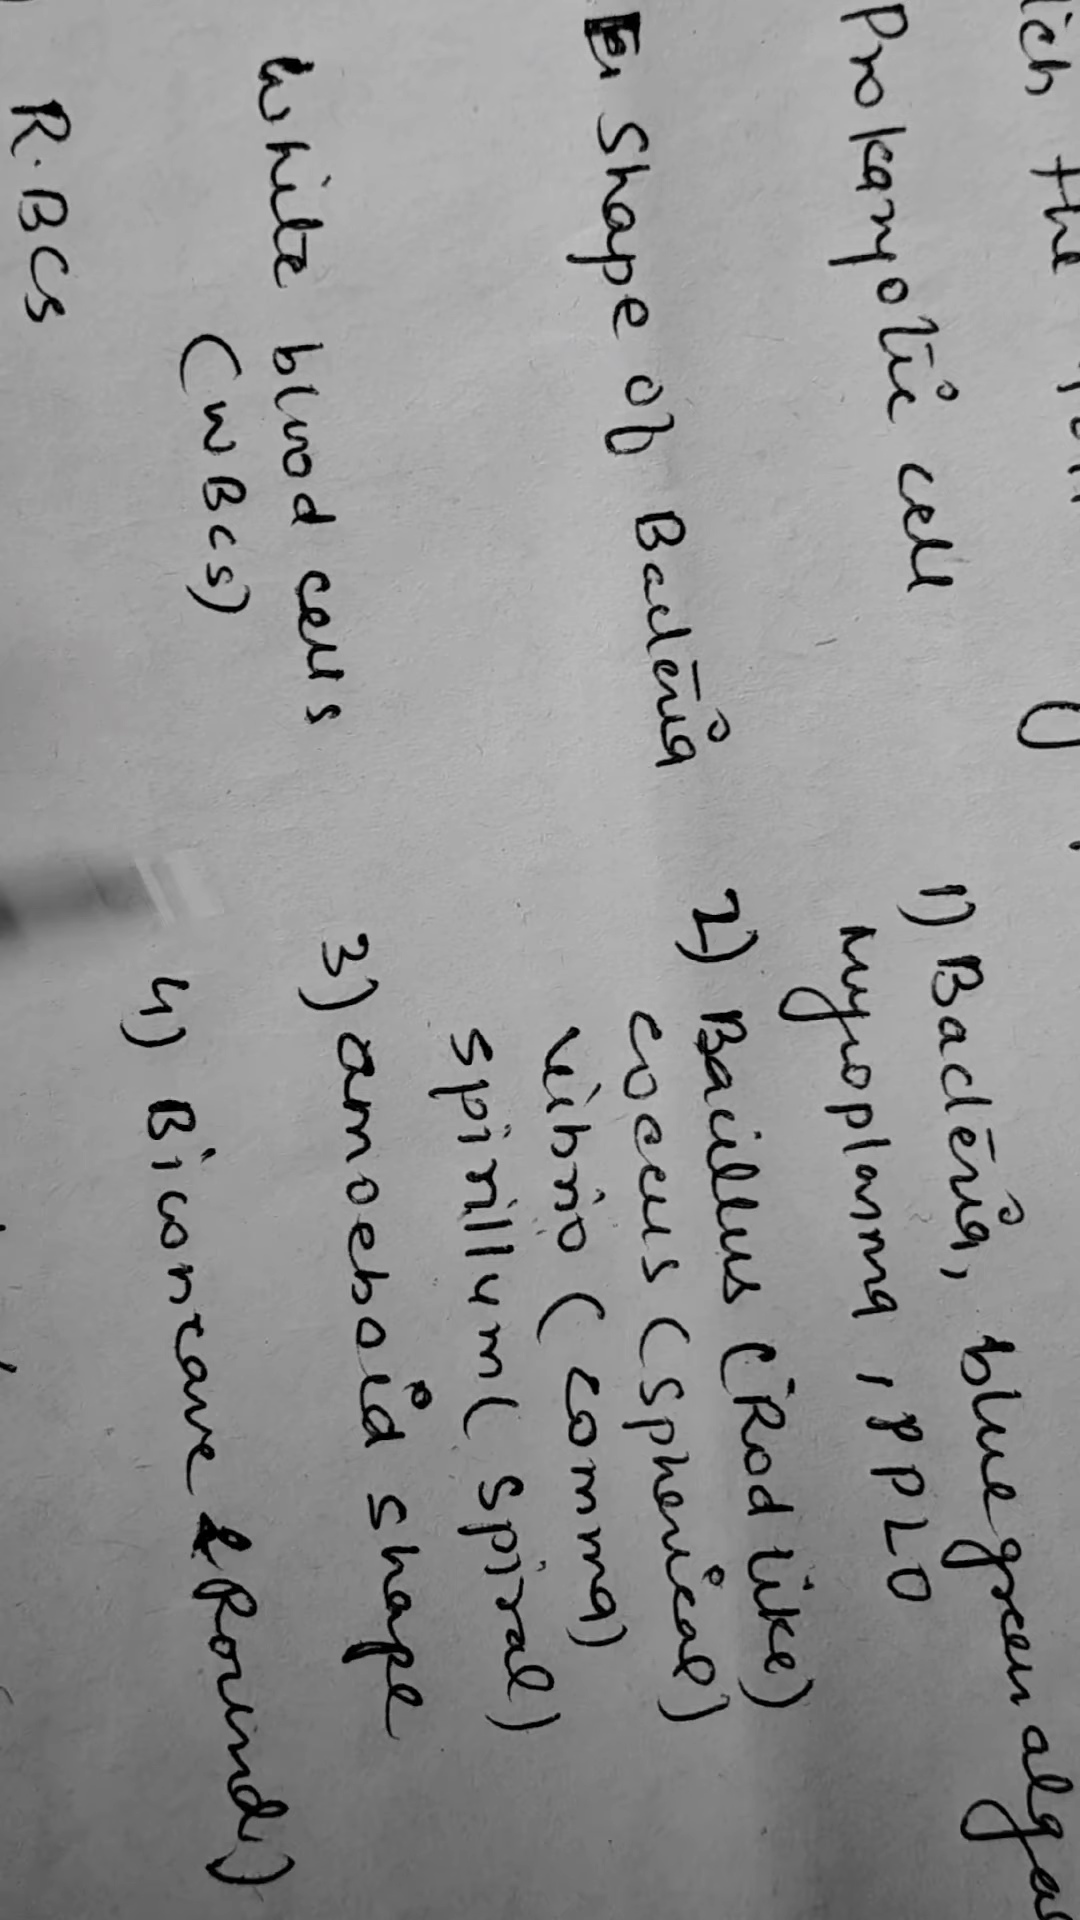 the
Prokaryotic cell
1) Bacteria, blue green algae
Mycoplasma, PPLO
Shape of Bacteria
2) Bacillus (Rod like)
coccus (Spherical)
vibrio (comma)
spirillum (spiral)
White blood cells
(WBCs)
3) amoeboid shape
R.BCs
4) Biconcave & Round)